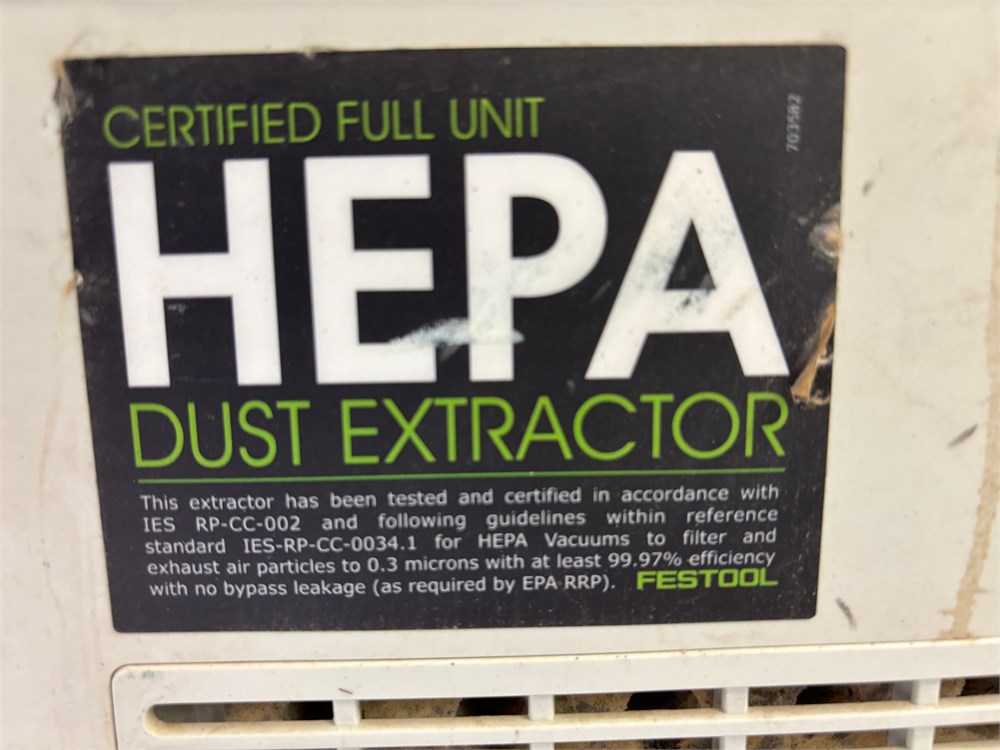 CERTIFIED FULL UNIT
703582
HEPA
DUST EXTRACTOR
This extractor has been tested and certified in accordance with
IES RP-CC-002 and following guidelines within reference
standard IES-RP-CC-0034.1 for HEPA Vacuums to filter and
exhaust air particles to 0.3 microns with at least 99.97% efficiency
with no bypass leakage (as required by EPA RRP).
FESTOOL